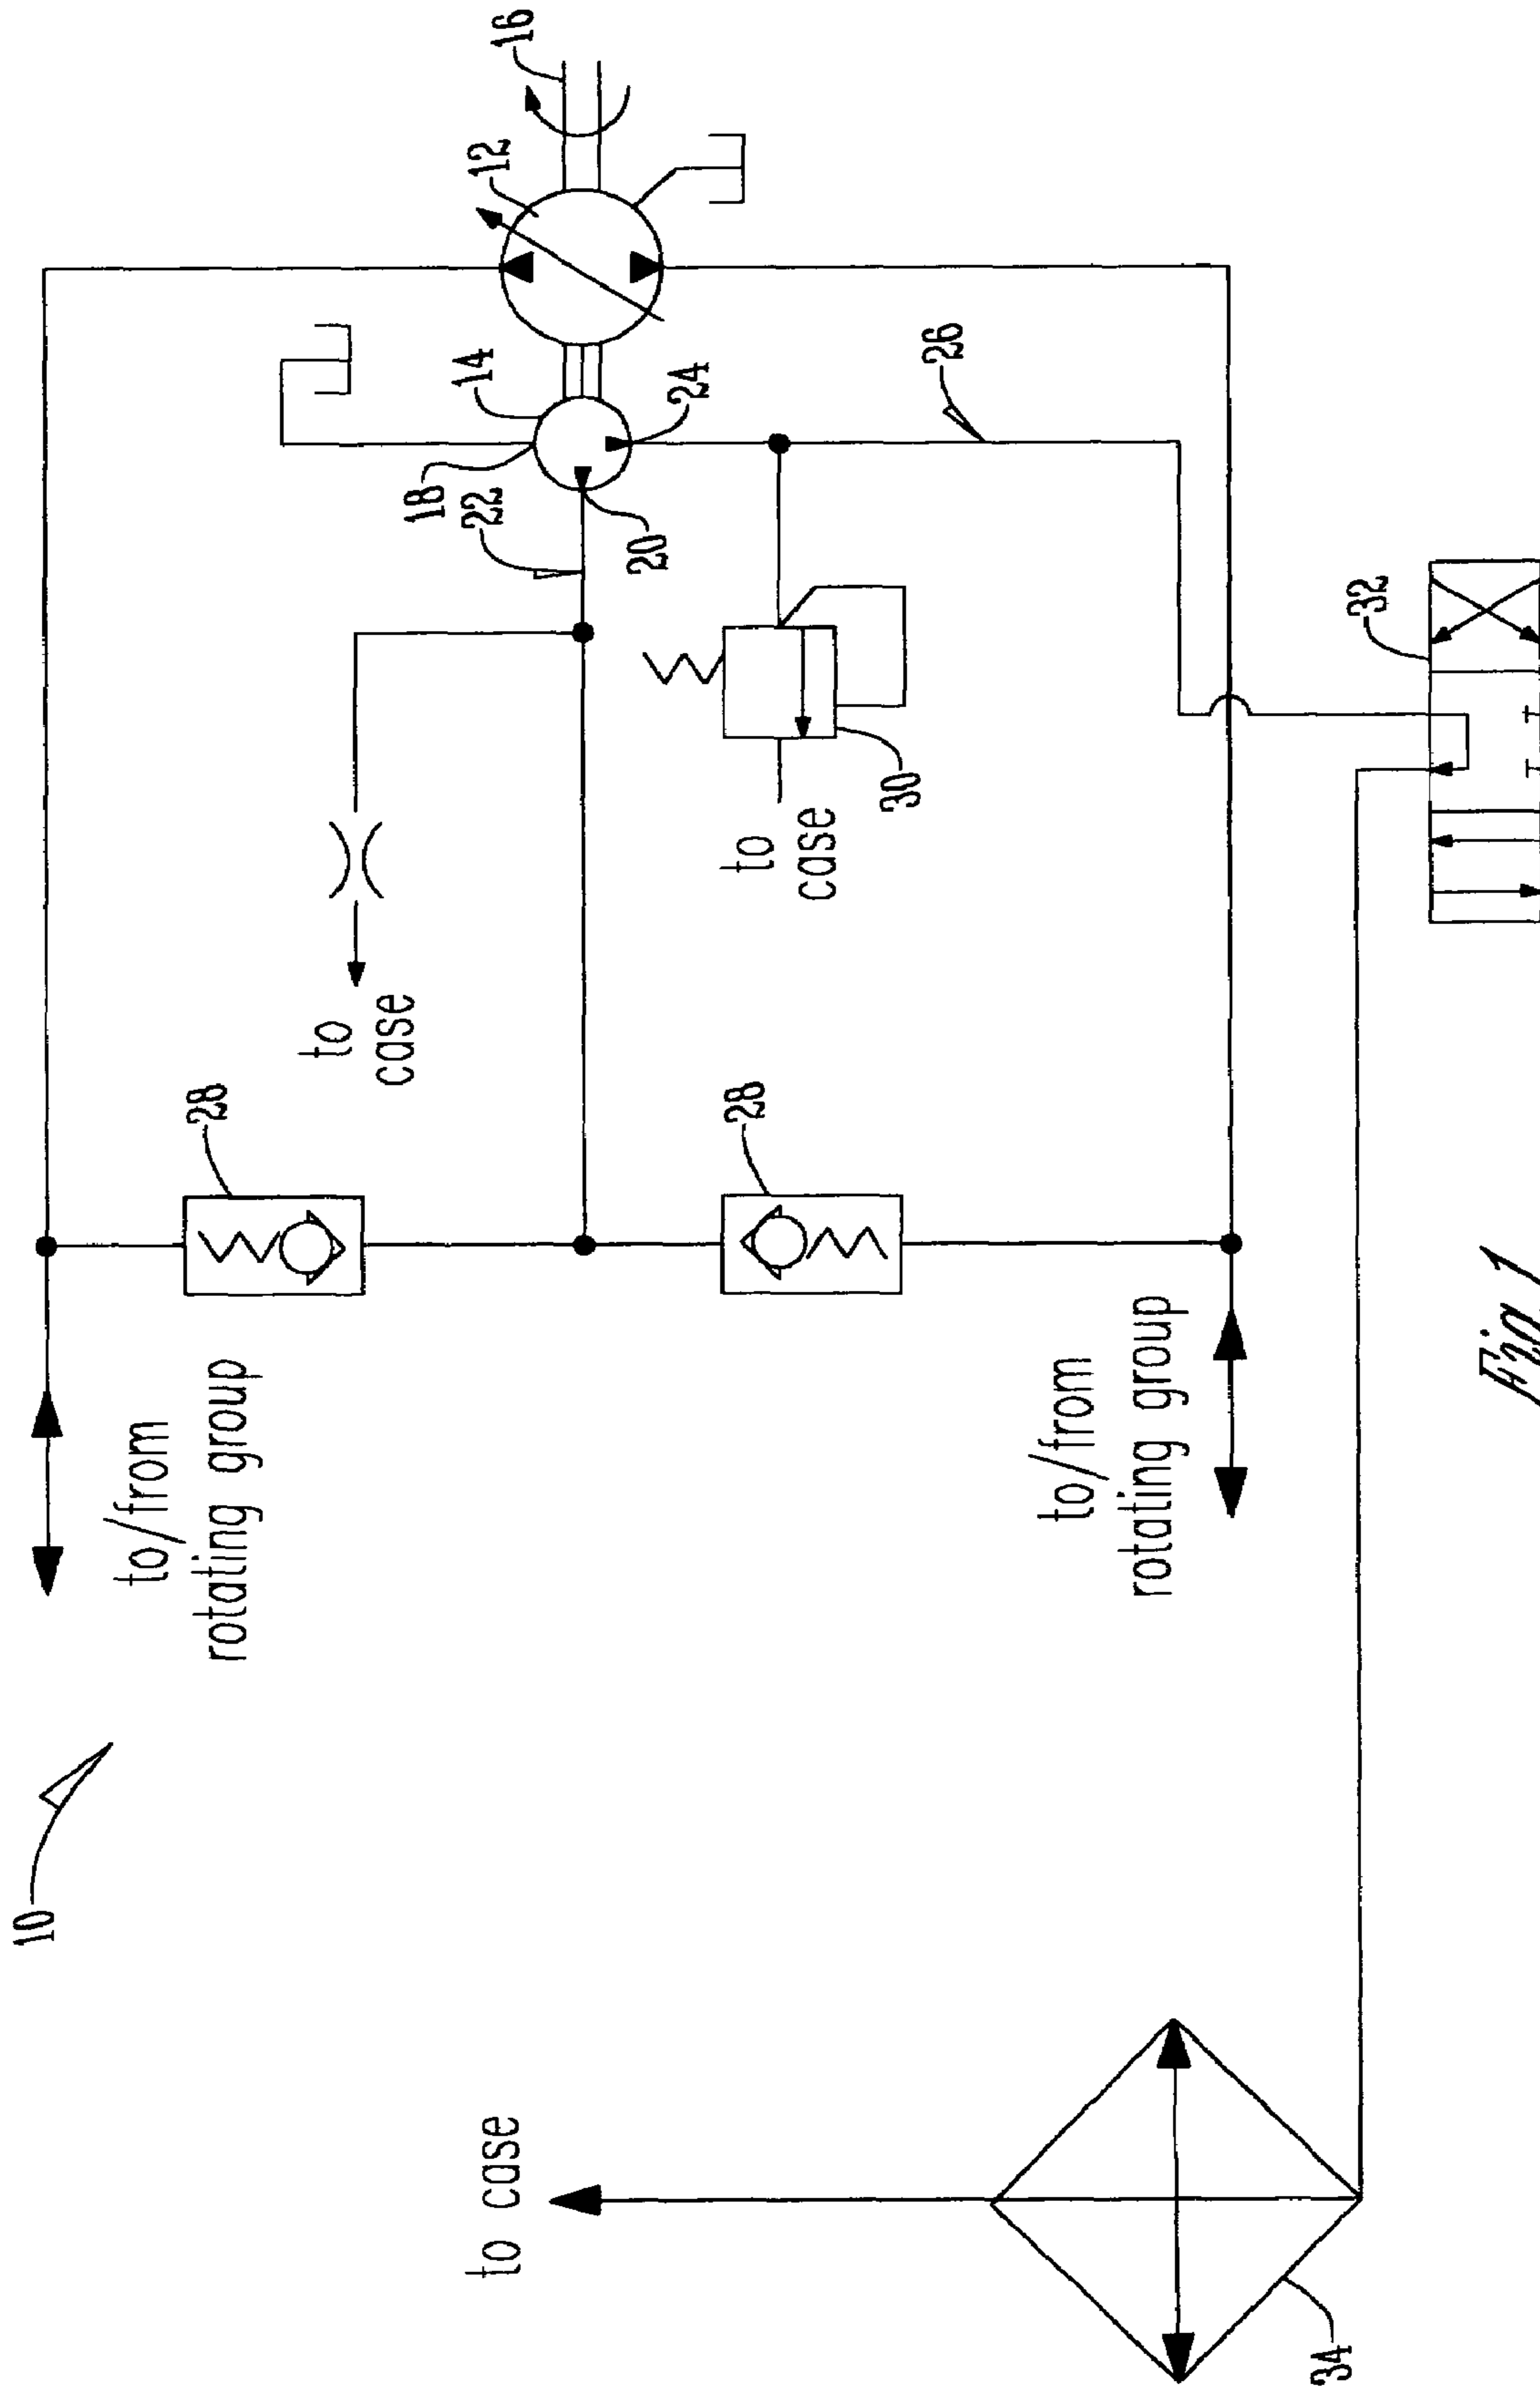 10
to/from
rotating group
28
to
case
18
22
14
12
16
20
24
28
to
case
30
26
to/from
rotating group
32
to case
34
Fig. 1